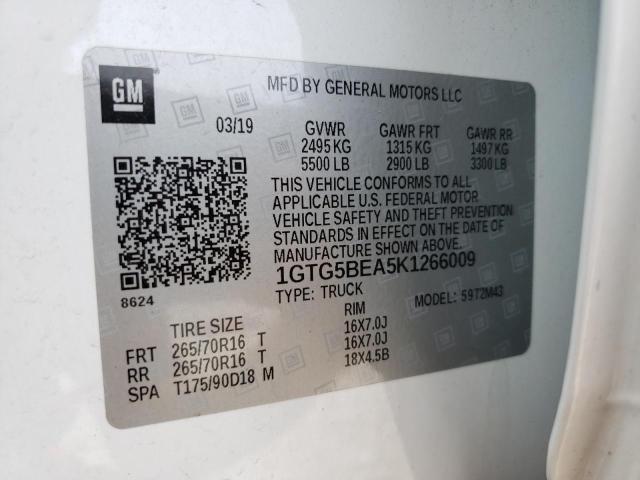 GM
MFD BY GENERAL MOTORS LLC
03/19 GVWR GAWR FRT GAWR RR
2495 KG 1315 KG 1497 KG
5500 LB 2900 LB 3300 LB
THIS VEHICLE CONFORMS TO ALL
APPLICABLE U.S. FEDERAL MOTOR
VEHICLE SAFETY AND THEFT PREVENTION
STANDARDS IN EFFECT ON THE DATE OF
MANUFACTURE SHOWN ABOVE.
1GTG5BEA5K1266009
8624
TYPE: TRUCK MODEL: 59T2M43
TIRE SIZE RIM
FRT 265/70R16 T 16X7.0J
RR 265/70R16 T 16X7.0J
SPA T175/90D18 M 18X4.5B